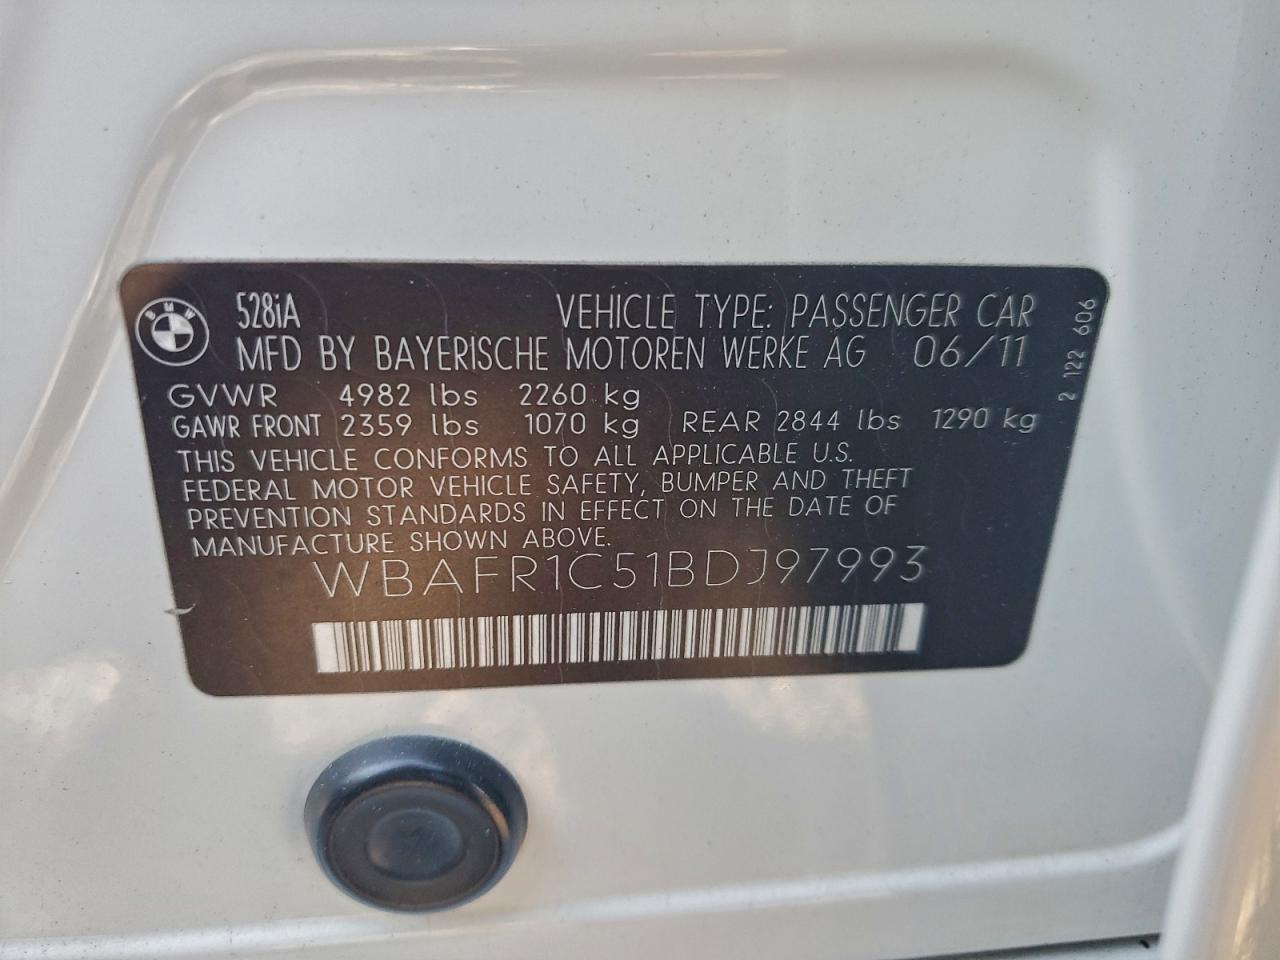 BMW
528iA VEHICLE TYPE: PASSENGER CAR
MFD BY BAYERISCHE MOTOREN WERKE AG 06/11
GVWR 4982 lbs 2260 kg
GAWR FRONT 2359 lbs 1070 kg REAR 2844 lbs 1290 kg
THIS VEHICLE CONFORMS TO ALL APPLICABLE U.S.
FEDERAL MOTOR VEHICLE SAFETY, BUMPER AND THEFT
PREVENTION STANDARDS IN EFFECT ON THE DATE OF
MANUFACTURE SHOWN ABOVE.
WBAFR1C51BDJ97993
2 122 606